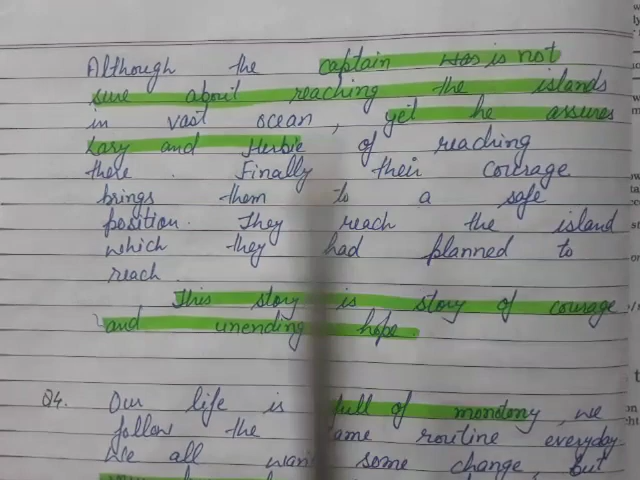 Although the captain was is not
sure about reaching the islands
in vast ocean, yet he assures
Lary and Herbie of reaching
there. Finally their courage
brings them to a safe
position. They reach the island
which they had planned to
reach
This story is story of courage
and unending hope
Q4. Our life is full of monotony, we
follow the same routine everyday
We all want some change, but